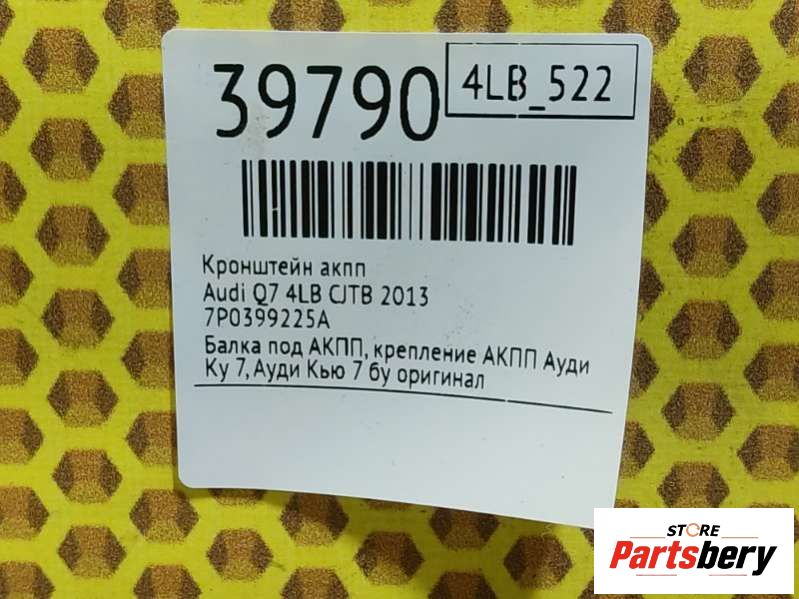 39790
4LB_522
Кронштейн акпп
Audi Q7 4LB CJTB 2013
7P0399225A
Балка под АКПП, крепление АКПП Ауди
Ку 7, Ауди Кью 7 бу оригинал
STORE
Partsbery